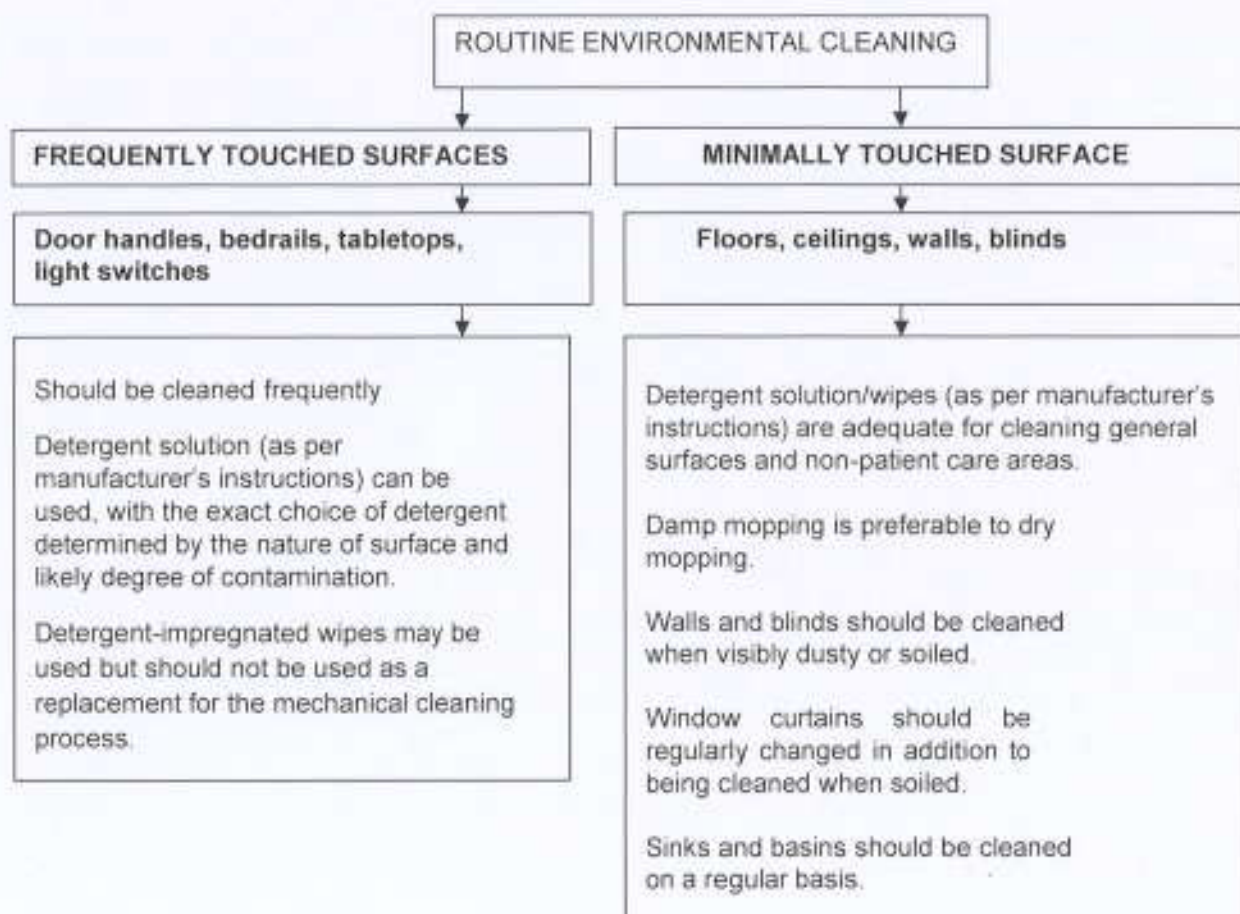 ROUTINE ENVIRONMENTAL CLEANING
FREQUENTLY TOUCHED SURFACES
Door handles, bedrails, tabletops,
light switches
Should be cleaned frequently
Detergent solution (as per
manufacturer's instructions) can be
used, with the exact choice of detergent
determined by the nature of surface and
likely degree of contamination.
Detergent-impregnated wipes may be
used but should not be used as a
replacement for the mechanical cleaning
process.
MINIMALLY TOUCHED SURFACE
Floors, ceilings, walls, blinds
Detergent solution/wipes (as per manufacturer's
instructions) are adequate for cleaning general
surfaces and non-patient care areas.
Damp mopping is preferable to dry
mopping.
Walls and blinds should be cleaned
when visibly dusty or soiled.
Window curtains should be
regularly changed in addition to
being cleaned when soiled.
Sinks and basins should be cleaned
on a regular basis.